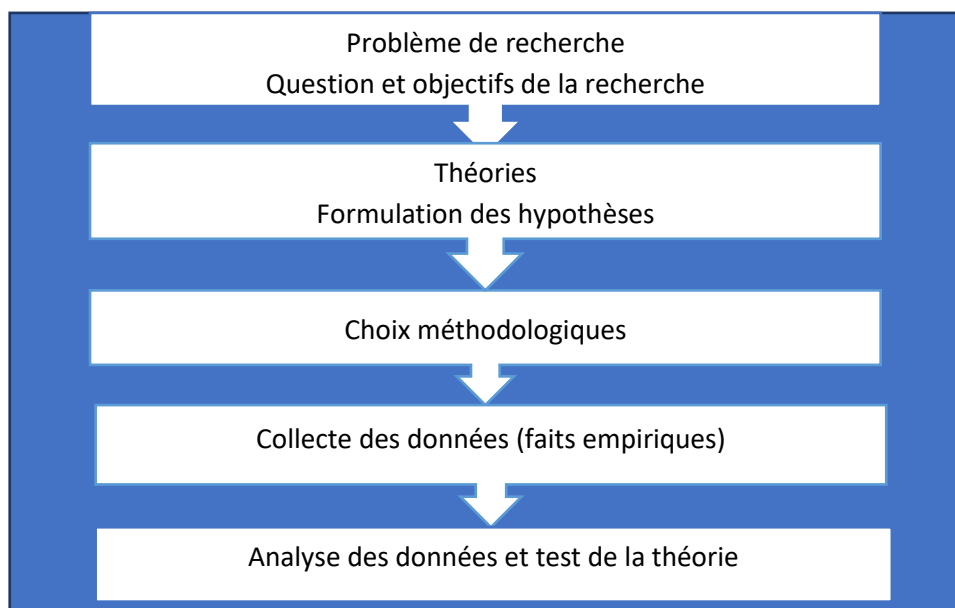 Problème de recherche
Question et objectifs de la recherche
Théories
Formulation des hypothèses
Choix méthodologiques
Collecte des données (faits empiriques)
Analyse des données et test de la théorie